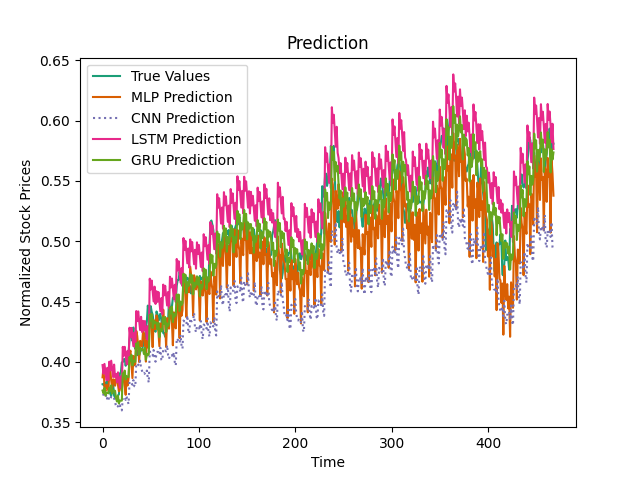 Prediction
0.65
0.60
0.55
0.50
0.45
0.40
0.35
Normalized Stock Prices
True Values
MLP Prediction
CNN Prediction
LSTM Prediction
GRU Prediction
0 100 200 300 400
Time